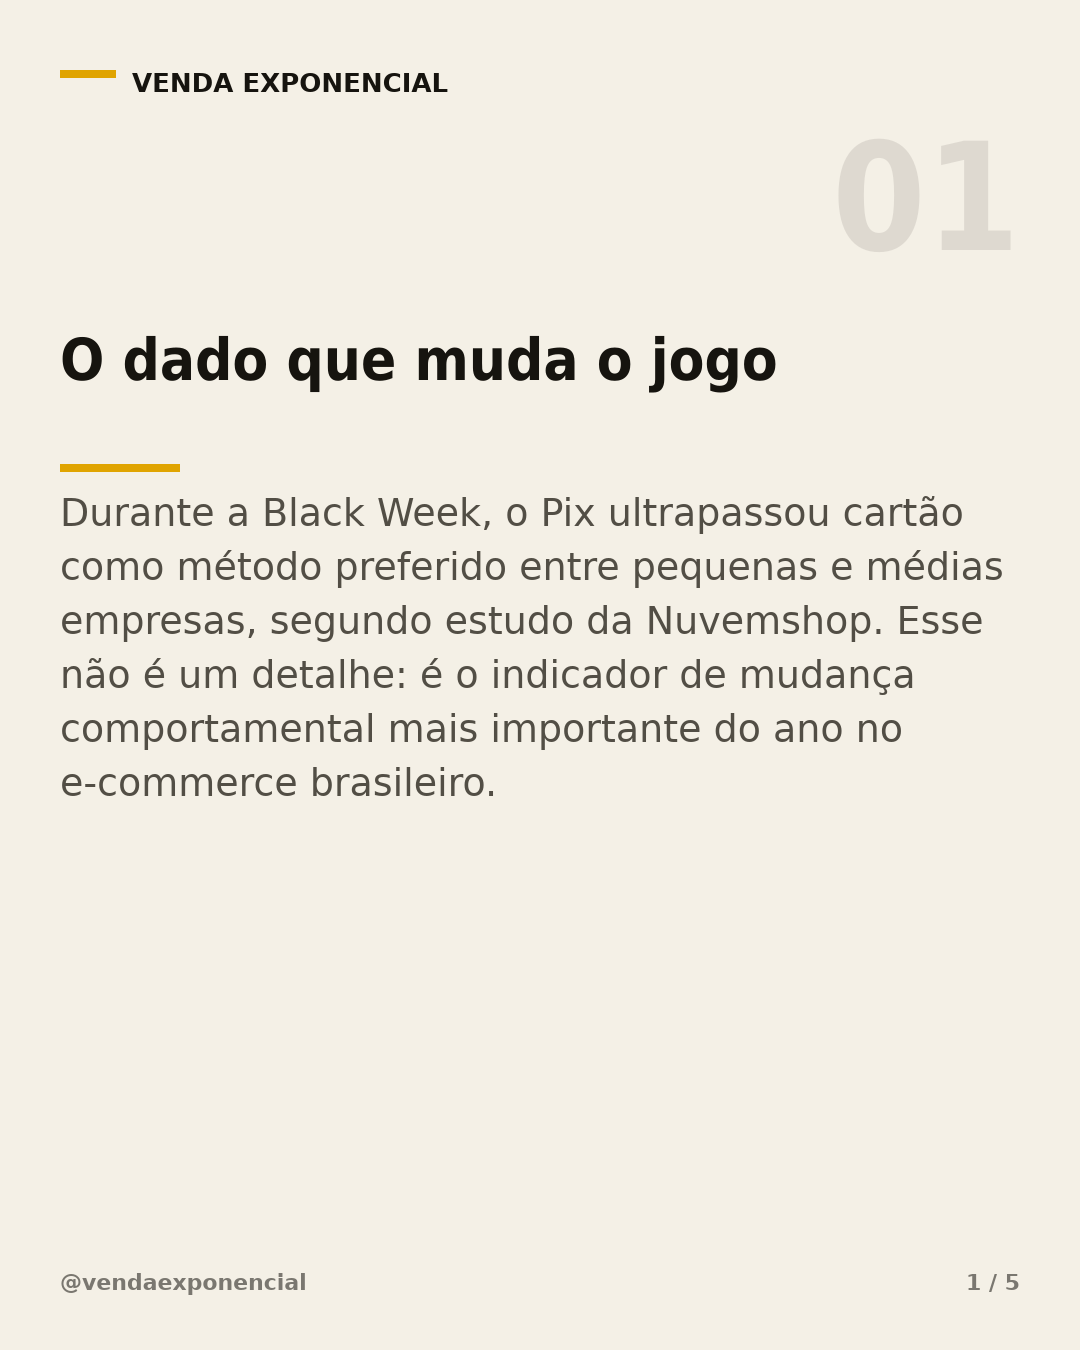 VENDA EXPONENCIAL
01
O dado que muda o jogo
Durante a Black Week, o Pix ultrapassou cartão
como método preferido entre pequenas e médias
empresas, segundo estudo da Nuvemshop. Esse
não é um detalhe: é o indicador de mudança
comportamental mais importante do ano no
e-commerce brasileiro.
@vendaexponencial
1 / 5